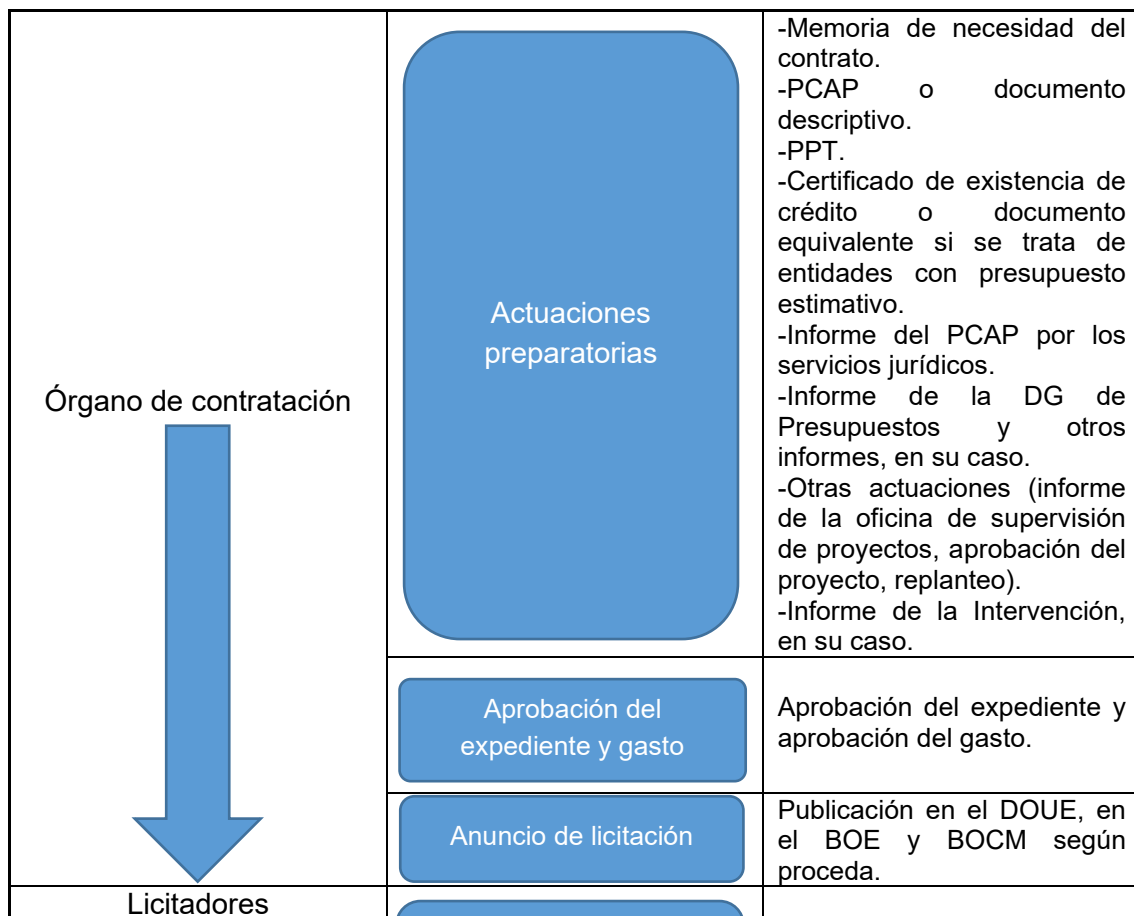 Órgano de contratación
Actuaciones
preparatorias
-Memoria de necesidad del
contrato.
-PCAP o documento
descriptivo.
-PPT.
-Certificado de existencia de
crédito o documento
equivalente si se trata de
entidades con presupuesto
estimativo.
-Informe del PCAP por los
servicios jurídicos.
-Informe de la DG de
Presupuestos y otros
informes, en su caso.
-Otras actuaciones (informe
de la oficina de supervisión
de proyectos, aprobación del
proyecto, replanteo).
-Informe de la Intervención,
en su caso.
Aprobación del
expediente y gasto
Aprobación del expediente y
aprobación del gasto.
Anuncio de licitación
Publicación en el DOUE, en
el BOE y BOCM según
proceda.
Licitadores